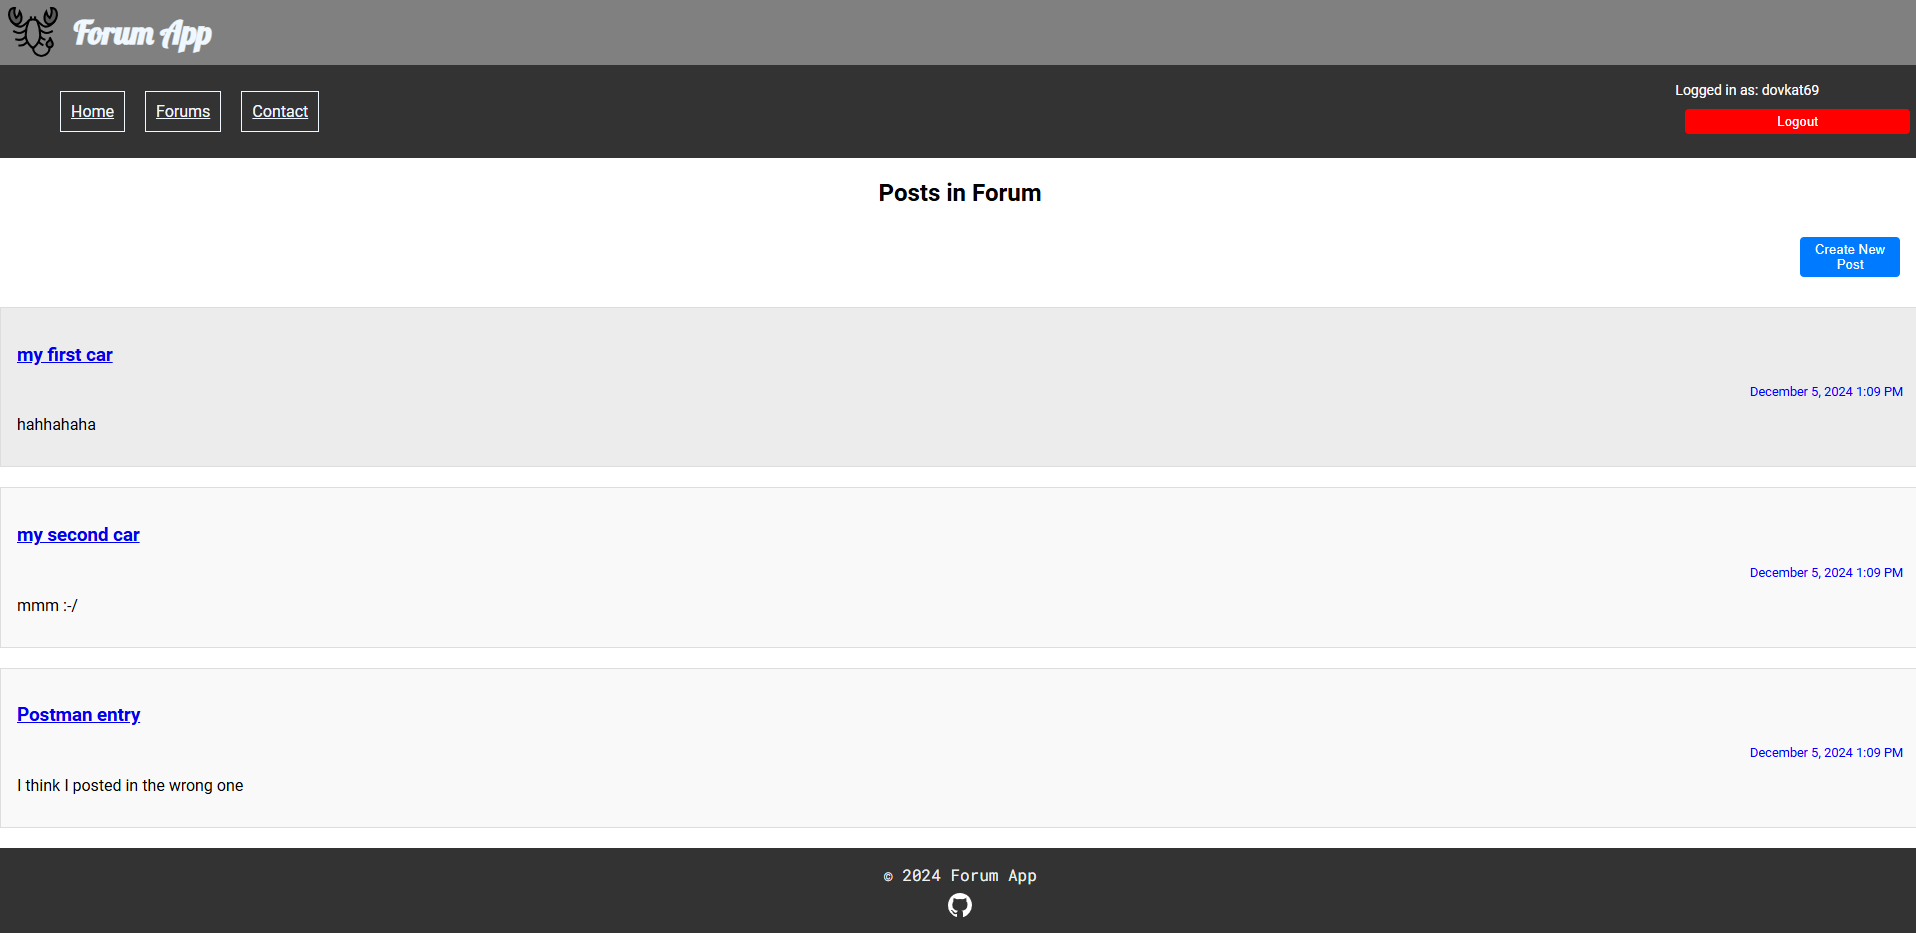 Forum App
Home Forums Contact
Logged in as: dovkat69
Logout
Posts in Forum
Create New
Post
my first car
December 5, 2024 1:09 PM
hahhahaha
my second car
December 5, 2024 1:09 PM
mmm :-/
Postman entry
December 5, 2024 1:09 PM
I think I posted in the wrong one
© 2024 Forum App